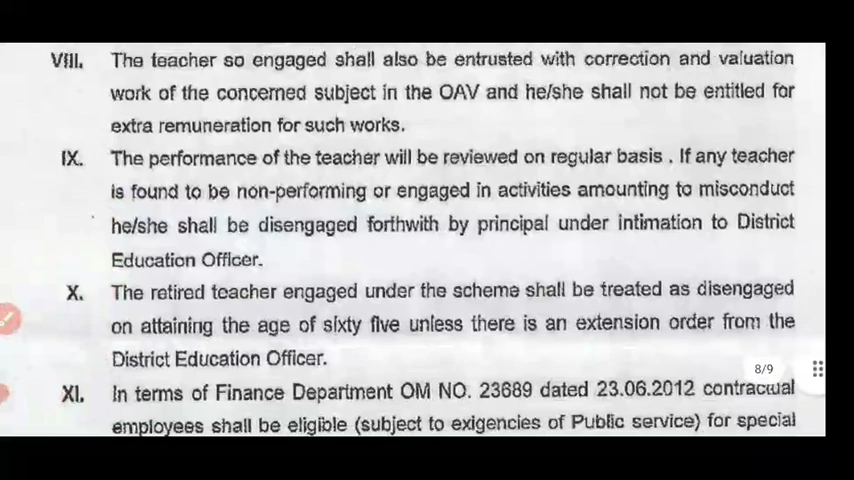 VIII. The teacher so engaged shall also be entrusted with correction and valuation
work of the concerned subject in the OAV and he/she shall not be entitled for
extra remuneration for such works.
IX. The performance of the teacher will be reviewed on regular basis . If any teacher
is found to be non-performing or engaged in activities amounting to misconduct
he/she shall be disengaged forthwith by principal under intimation to District
Education Officer.
X. The retired teacher engaged under the scheme shall be treated as disengaged
on attaining the age of sixty five unless there is an extension order from the
District Education Officer.
8/9
XI. In terms of Finance Department OM NO. 23689 dated 23.06.2012 contractual
employees shall be eligible (subject to exigencies of Public service) for special